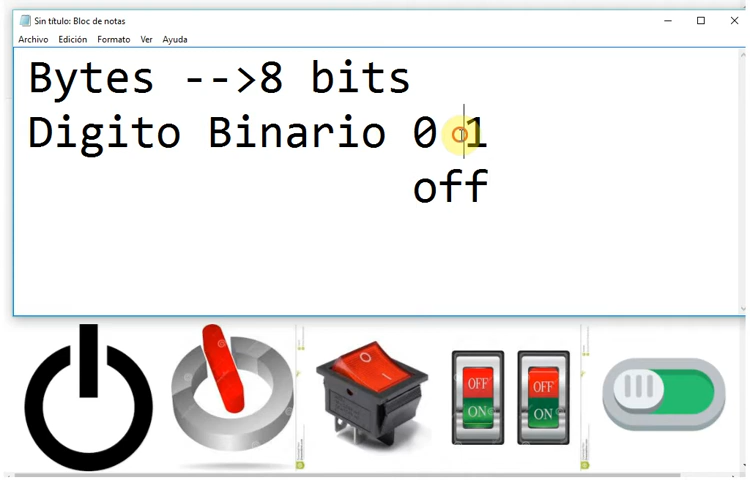 Sin título: Bloc de notas
Archivo Edición Formato Ver Ayuda
Bytes -->8 bits
Digito Binario 0 1
off
OFF OFF
ON ON